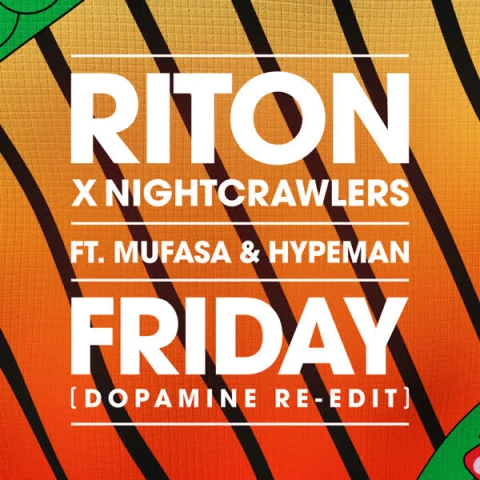 RITON
X NIGHTCRAWLERS
FT. MUFASA & HYPEMAN
FRIDAY
[DOPAMINE RE-EDIT]